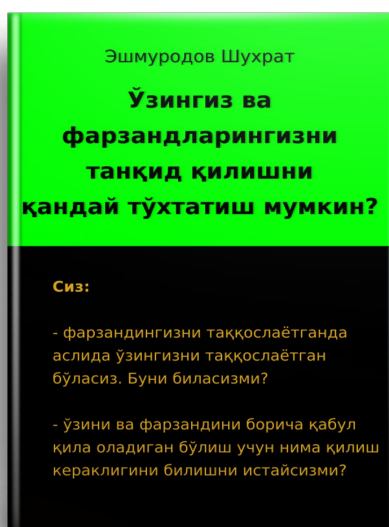 Эшмуродов Шухрат
Ўзингиз ва
фарзандларингизни
танқид қилишни
қандай тўхтатиш мумкин?
Сиз:
- фарзандингизни таққослаётганда
аслида ўзингизни таққослаётган
бўласиз. Буни биласизми?
- ўзини ва фарзандини борича қабул
қила оладиган бўлиш учун нима қилиш
кераклигини билишни истайсизми?